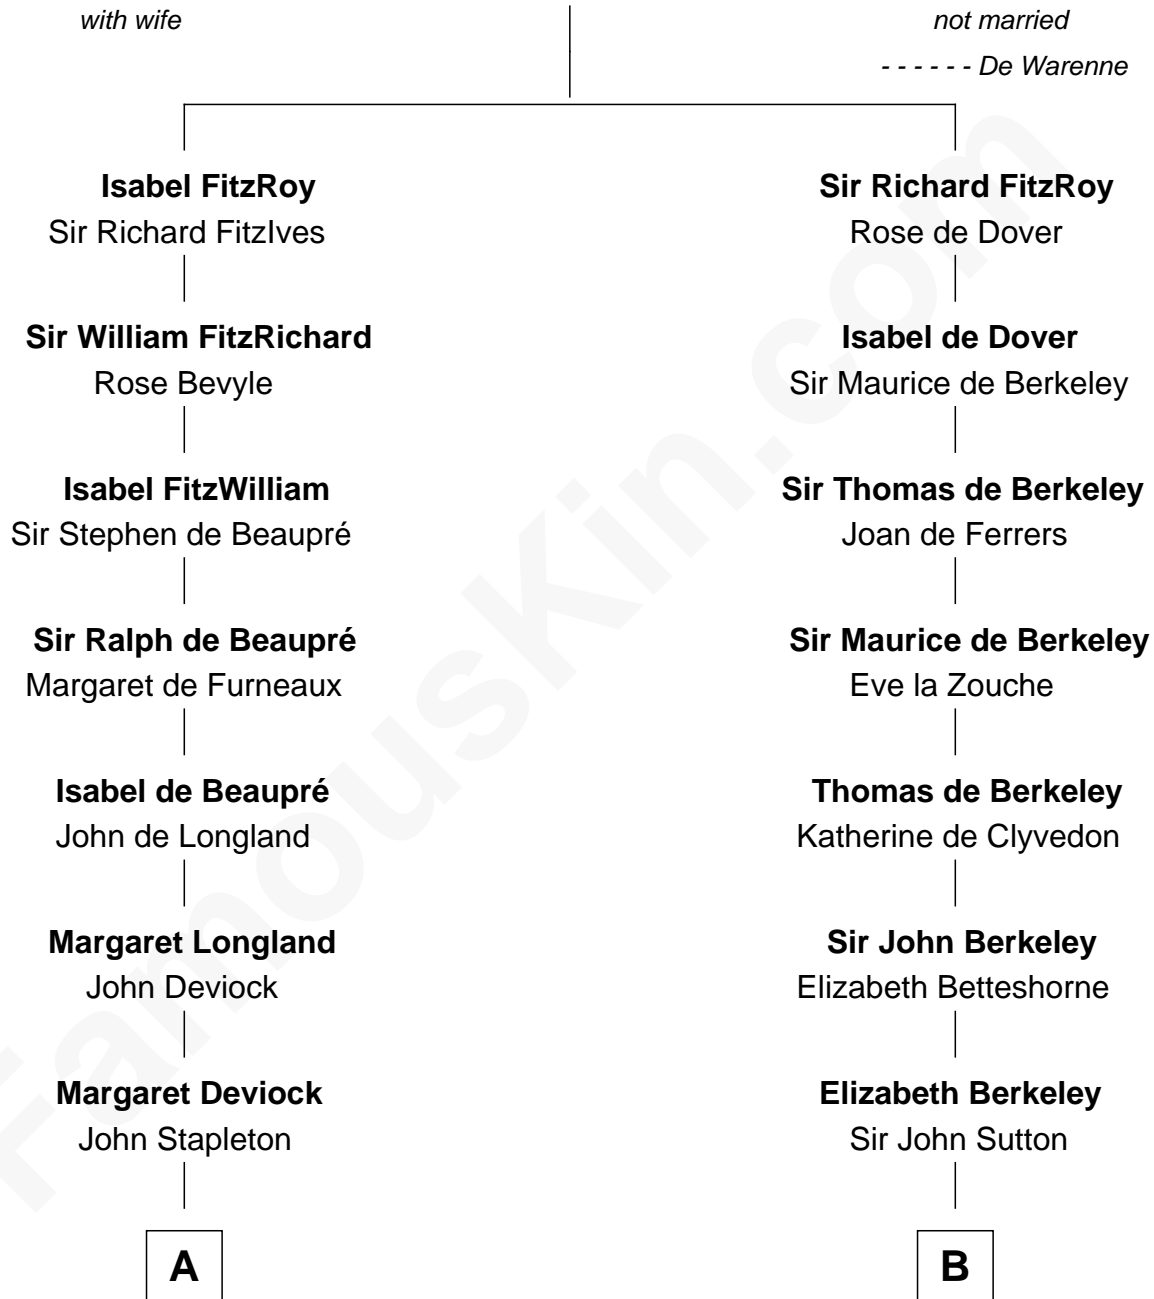 with wife
not married
- - - - - - De Warenne
Isabel FitzRoy
Sir Richard FitzIves
Sir William FitzRichard
Rose Bevyle
Isabel FitzWilliam
Sir Stephen de Beaupré
Sir Ralph de Beaupré
Margaret de Furneaux
Isabel de Beaupré
John de Longland
Margaret Longland
John Deviock
Margaret Deviock
John Stapleton
A
Sir Richard FitzRoy
Rose de Dover
Isabel de Dover
Sir Maurice de Berkeley
Sir Thomas de Berkeley
Joan de Ferrers
Sir Maurice de Berkeley
Eve la Zouche
Thomas de Berkeley
Katherine de Clyvedon
Sir John Berkeley
Elizabeth Betteshorne
Elizabeth Berkeley
Sir John Sutton
B
FamousKin.com